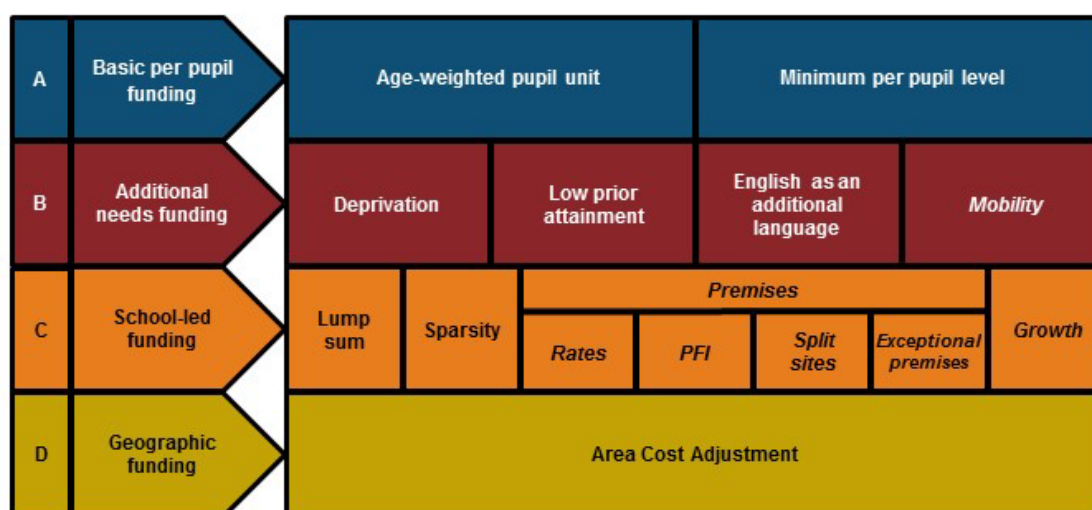 A
Basic per pupil
funding
Age-weighted pupil unit
Minimum per pupil level
B
Additional
needs funding
Deprivation
Low prior
attainment
English as an
additional
language
Mobility
C
School-led
funding
Lump
sum
Sparsity
Premises
Rates
PFI
Split
sites
Exceptional
premises
Growth
D
Geographic
funding
Area Cost Adjustment